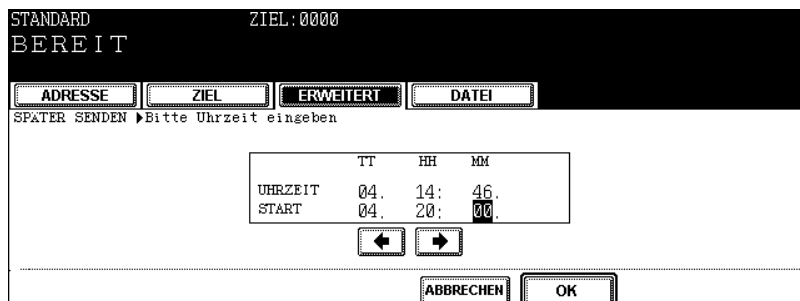 STANDARD ZIEL:0000
BEREIT
ADRESSE ZIEL ERWEITERT DATEI
SPÄTER SENDEN ▶Bitte Uhrzeit eingeben
TT HH MM
UHRZEIT 04. 14: 46.
START 04. 20: 00.
ABBRECHEN OK